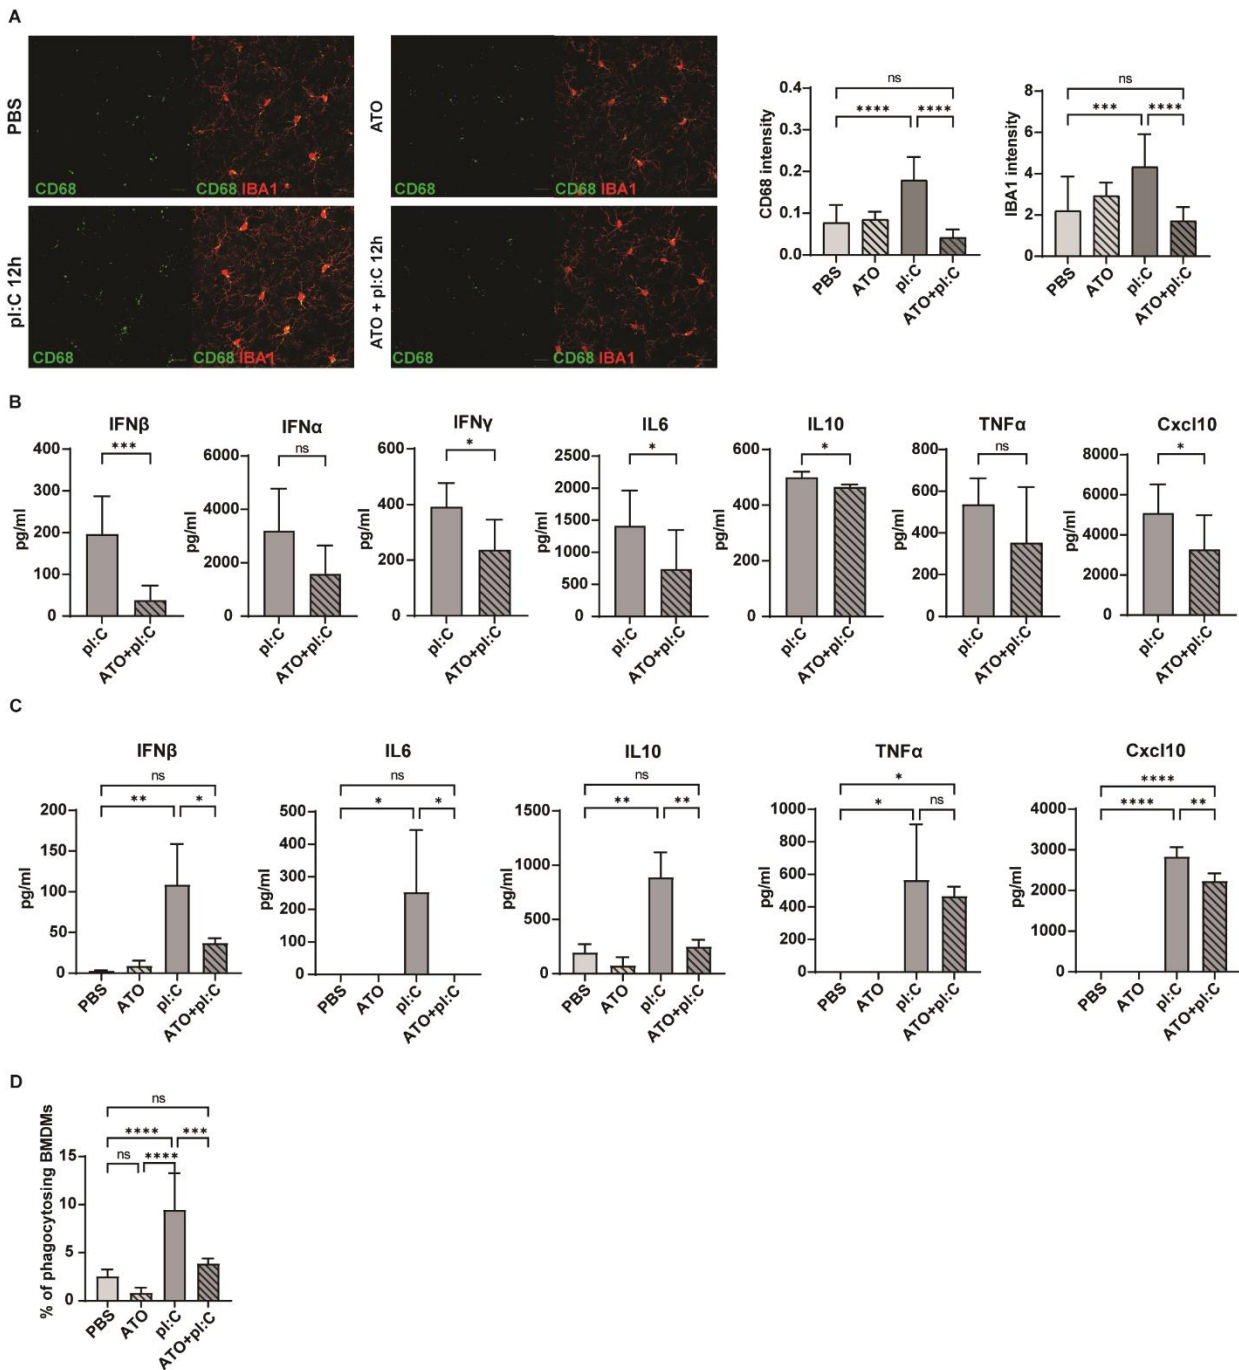 A
PBS
CD68
CD68 IBA1
ATO
CD68
CD68 IBA1
pI:C 12h
CD68
CD68 IBA1
ATO + pI:C 12h
CD68
CD68 IBA1
CD68 intensity
0.4
0.3
0.2
0.1
0.0
ns
**** ****
PBS ATO pI:C ATO+pI:C
IBA1 intensity
8
6
4
2
0
ns
*** ****
PBS ATO pI:C ATO+pI:C
B
IFNβ
pg/ml
400
300
200
100
0
***
pI:C ATO+pI:C
IFNα
pg/ml
6000
4000
2000
0
ns
pI:C ATO+pI:C
IFNγ
pg/ml
600
400
200
0
*
pI:C ATO+pI:C
IL6
pg/ml
2500
2000
1500
1000
500
0
*
pI:C ATO+pI:C
IL10
pg/ml
600
400
200
0
*
pI:C ATO+pI:C
TNFα
pg/ml
800
600
400
200
0
ns
pI:C ATO+pI:C
Cxcl10
pg/ml
8000
6000
4000
2000
0
*
pI:C ATO+pI:C
C
IFNβ
pg/ml
200
150
100
50
0
ns
** *
PBS ATO pI:C ATO+pI:C
IL6
pg/ml
500
400
300
200
100
0
ns
* *
PBS ATO pI:C ATO+pI:C
IL10
pg/ml
1500
1000
500
0
ns
** **
PBS ATO pI:C ATO+pI:C
TNFα
pg/ml
1000
800
600
400
200
0
*
* ns
PBS ATO pI:C ATO+pI:C
Cxcl10
pg/ml
4000
3000
2000
1000
0
****
**** **
PBS ATO pI:C ATO+pI:C
D
% of phagocytosing BMDMs
15
10
5
0
ns
**** ***
ns ****
PBS ATO pI:C ATO+pI:C